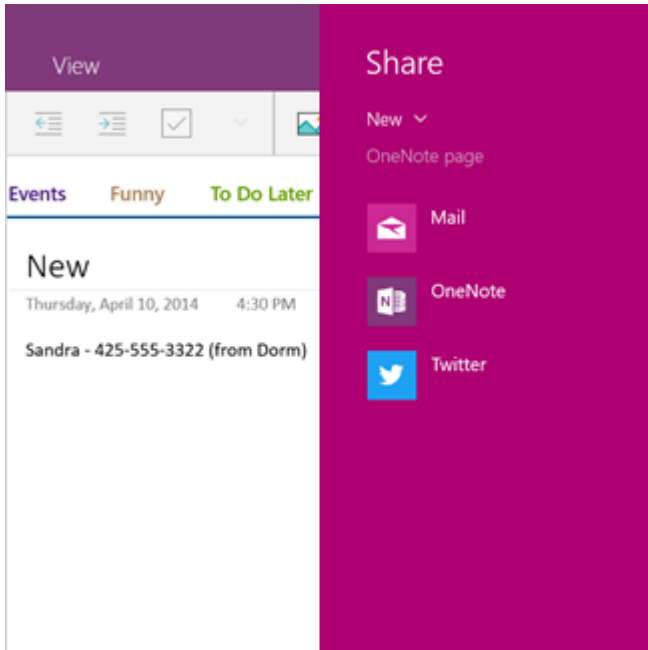 View
Events Funny To Do Later
New
Thursday, April 10, 2014 4:30 PM
Sandra - 425-555-3322 (from Dorm)
Share
New
OneNote page
Mail
N
OneNote
Twitter